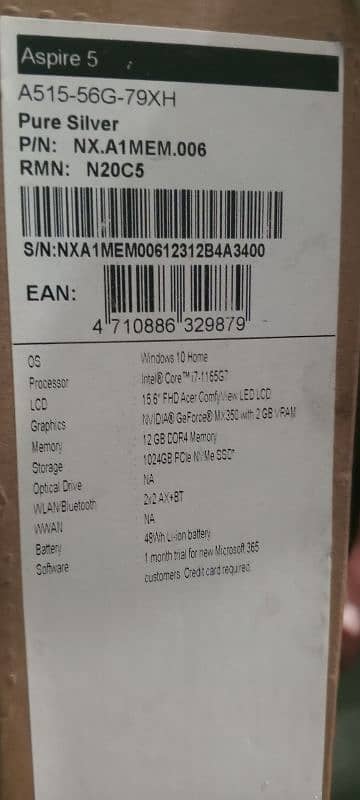 Aspire 5
A515-56G-79XH
Pure Silver
P/N: NX.A1MEM.006
RMN: N20C5
S/N:NXA1MEM00612312B4A3400
EAN:
4 710886 329879
OS Windows 10 Home
Processor Intel® Core™ i7-1165G7
LCD 15.6" FHD Acer ComfyView LED LCD
Graphics NVIDIA® GeForce® MX350 with 2 GB VRAM
Memory 12 GB DDR4 Memory
Storage 1024GB PCIe NVMe SSD*
Optical Drive NA
WLAN/Bluetooth 2x2 AX+BT
WWAN NA
Battery 48Wh Li-ion battery
Software 1 month trial for new Microsoft 365
customers. Credit card required.